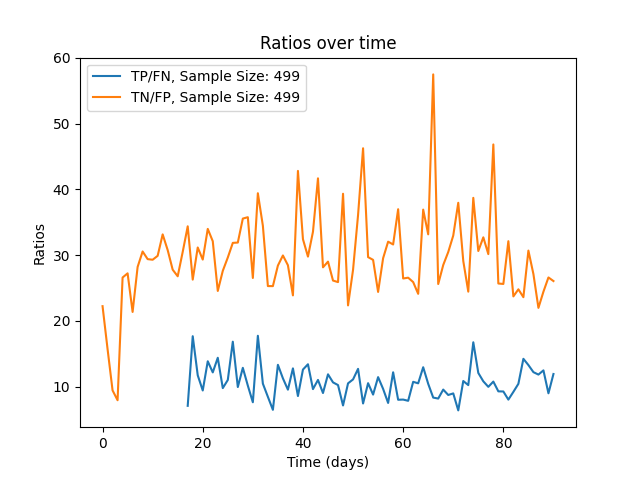 Ratios over time
TP/FN, Sample Size: 499
TN/FP, Sample Size: 499
60
50
40
30
20
10
Ratios
0
20
40
60
80
Time (days)